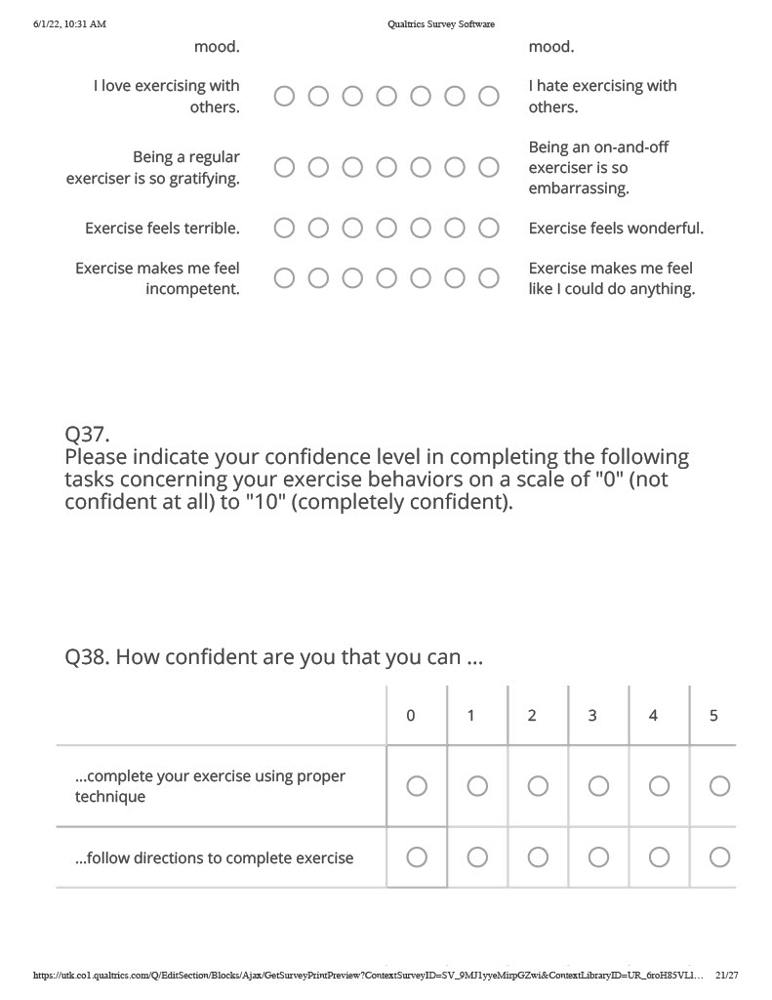 6/1/22, 10:31 AM Qualtrics Survey Software
mood. mood.
I love exercising with others. I hate exercising with others.
Being a regular exerciser is so gratifying. Being an on-and-off exerciser is so embarrassing.
Exercise feels terrible. Exercise feels wonderful.
Exercise makes me feel incompetent. Exercise makes me feel like I could do anything.
Q37.
Please indicate your confidence level in completing the following
tasks concerning your exercise behaviors on a scale of "0" (not
confident at all) to "10" (completely confident).
Q38. How confident are you that you can ...
0 1 2 3 4 5
...complete your exercise using proper
technique
...follow directions to complete exercise
https://utk.co1.qualtrics.com/Q/EditSection/Blocks/Ajax/GetSurveyPrintPreview?ContextSurveyID=SV_9MJ1yyeMirpGZwi&ContextLibraryID=UR_6roH85VL1… 21/27